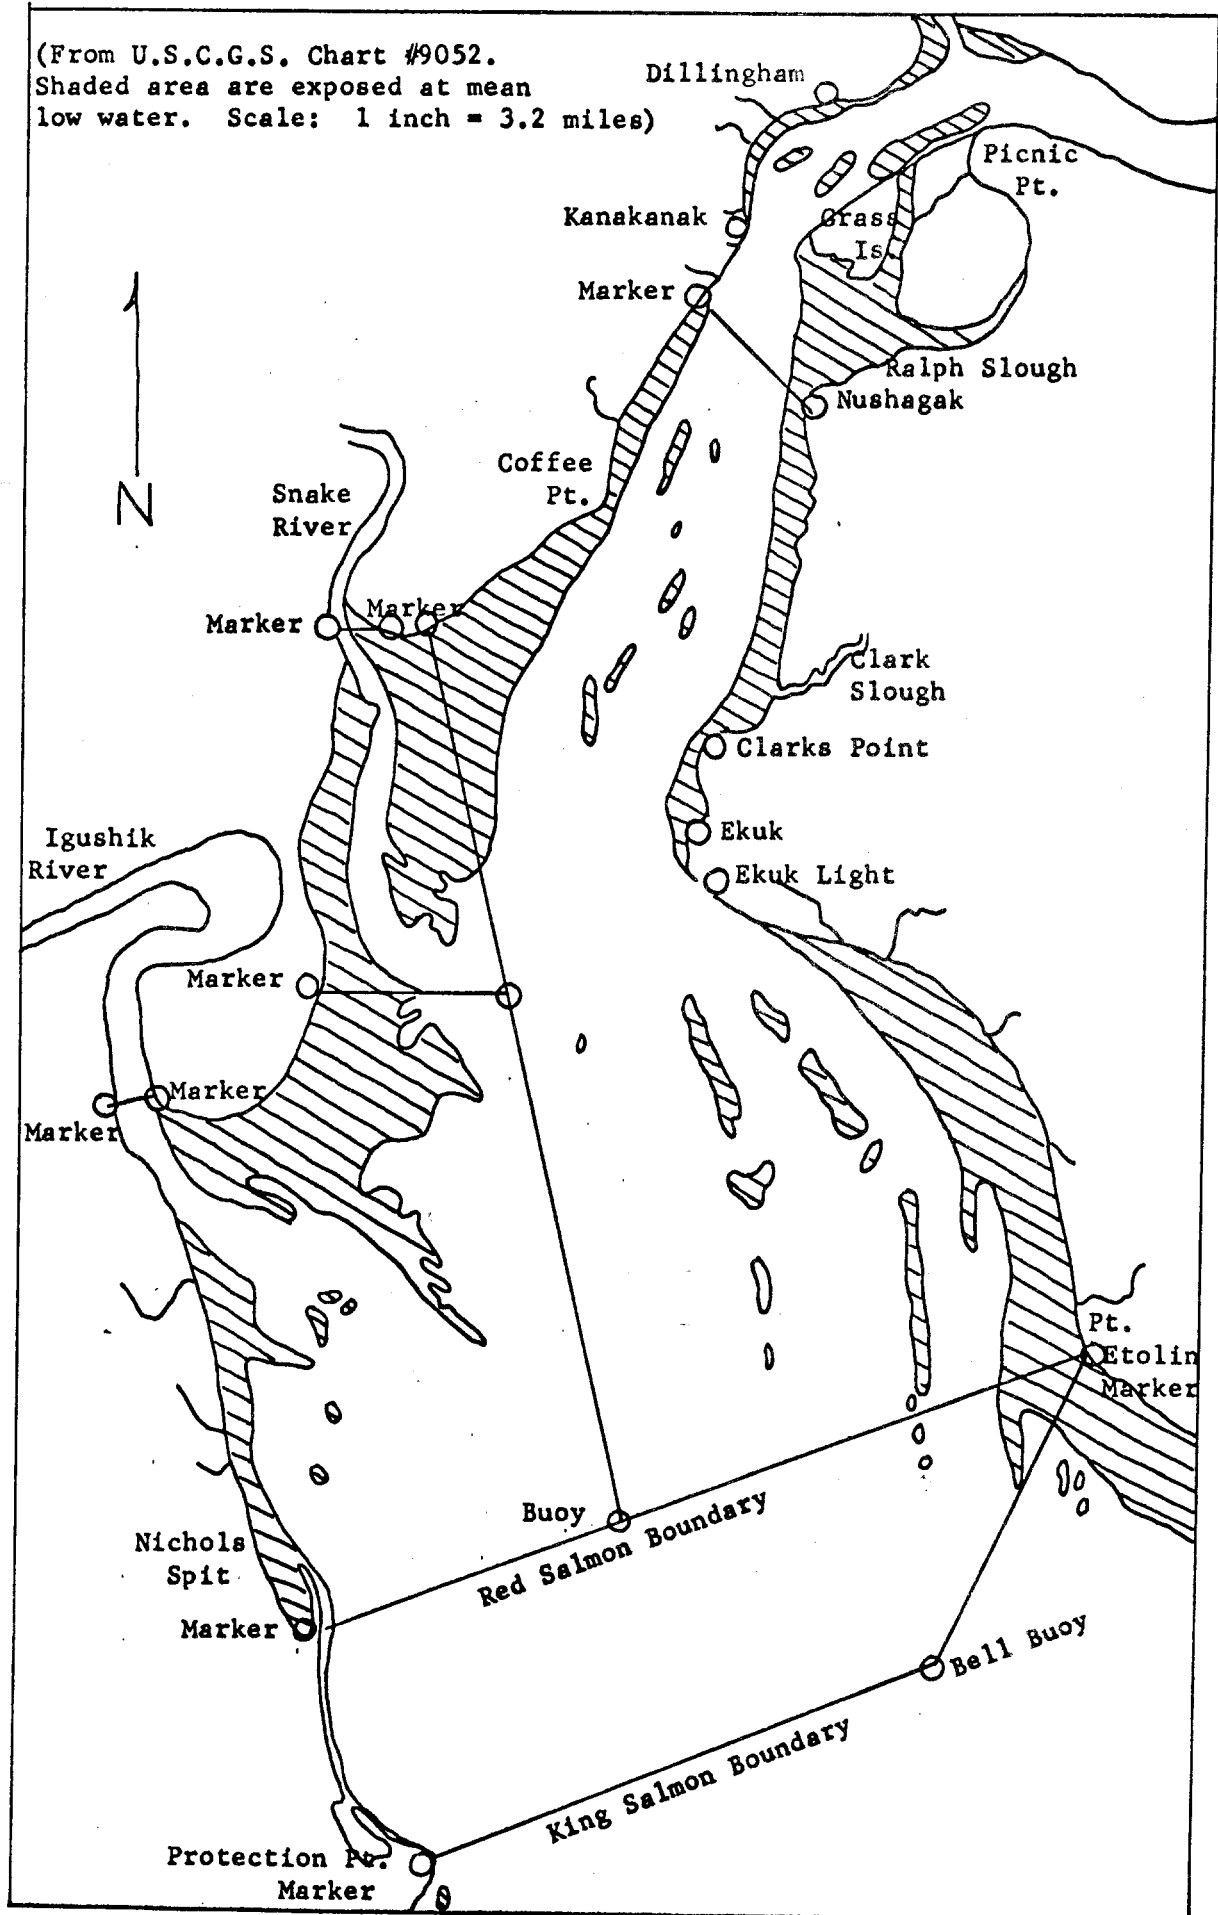 (From U.S.C.G.S. Chart #9052.
Shaded area are exposed at mean
low water.  Scale:  1 inch = 3.2 miles)
Dillingham
Picnic
Pt.
Kanakanak
Grass
Is.
Marker
Ralph Slough
Nushagak
Coffee
Pt.
Snake
River
N
Marker
Marker
Clark
Slough
Clarks Point
Ekuk
Igushik
River
Ekuk Light
Marker
Marker
Marker
Pt.
Etolin
Marker
Buoy
Red Salmon Boundary
Nichols
Spit
Marker
Bell Buoy
King Salmon Boundary
Protection Pt.
Marker